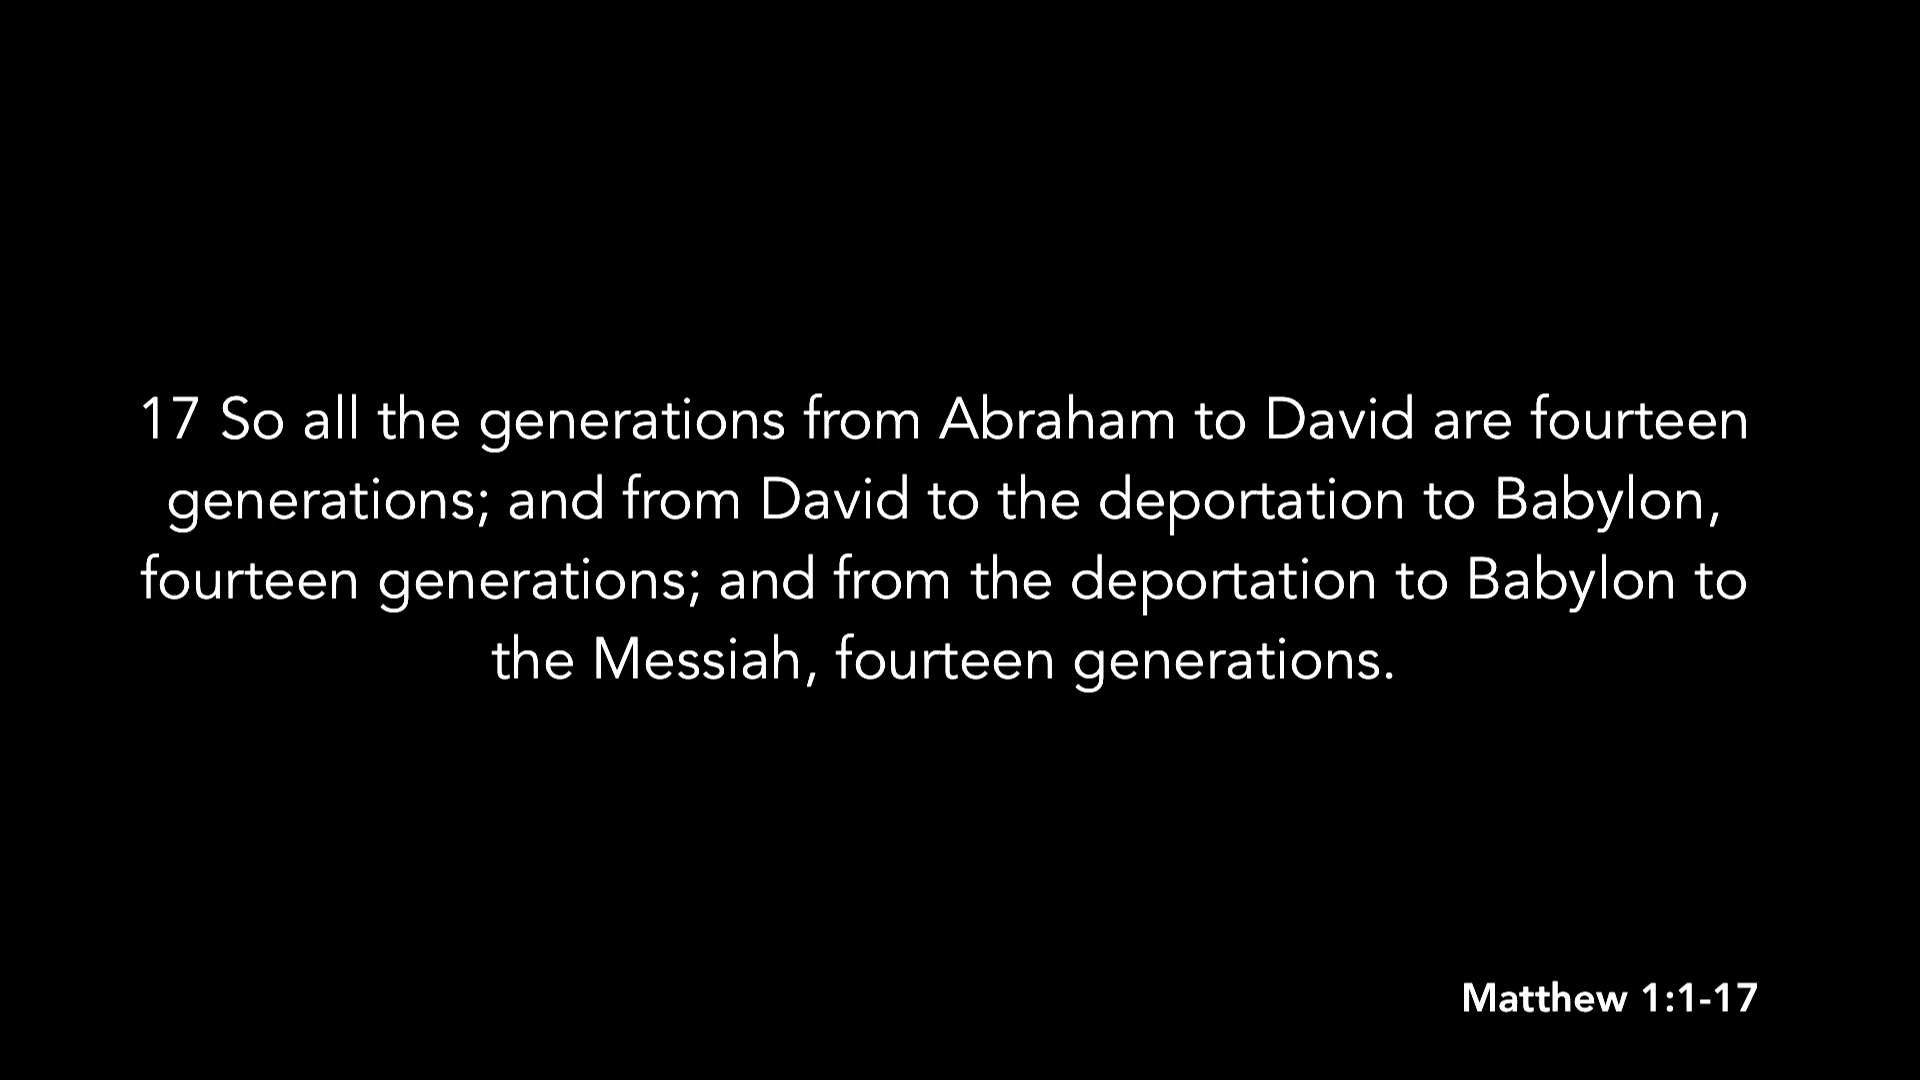 17 So all the generations from Abraham to David are fourteen
generations; and from David to the deportation to Babylon,
fourteen generations; and from the deportation to Babylon to
the Messiah, fourteen generations.
Matthew 1:1-17